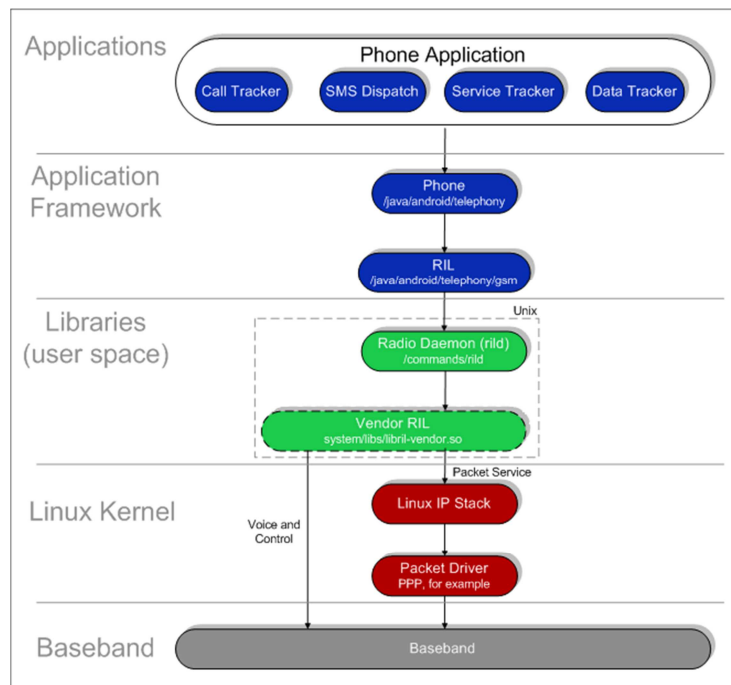 Applications
Phone Application
Call Tracker
SMS Dispatch
Service Tracker
Data Tracker
Application
Framework
Phone
/java/android/telephony
RIL
/java/android/telephony/gsm
Libraries
(user space)
Unix
Radio Daemon (rild)
/commands/rild
Vendor RIL
system/libs/libril-vendor.so
Packet Service
Linux Kernel
Linux IP Stack
Voice and
Control
Packet Driver
PPP, for example
Baseband
Baseband